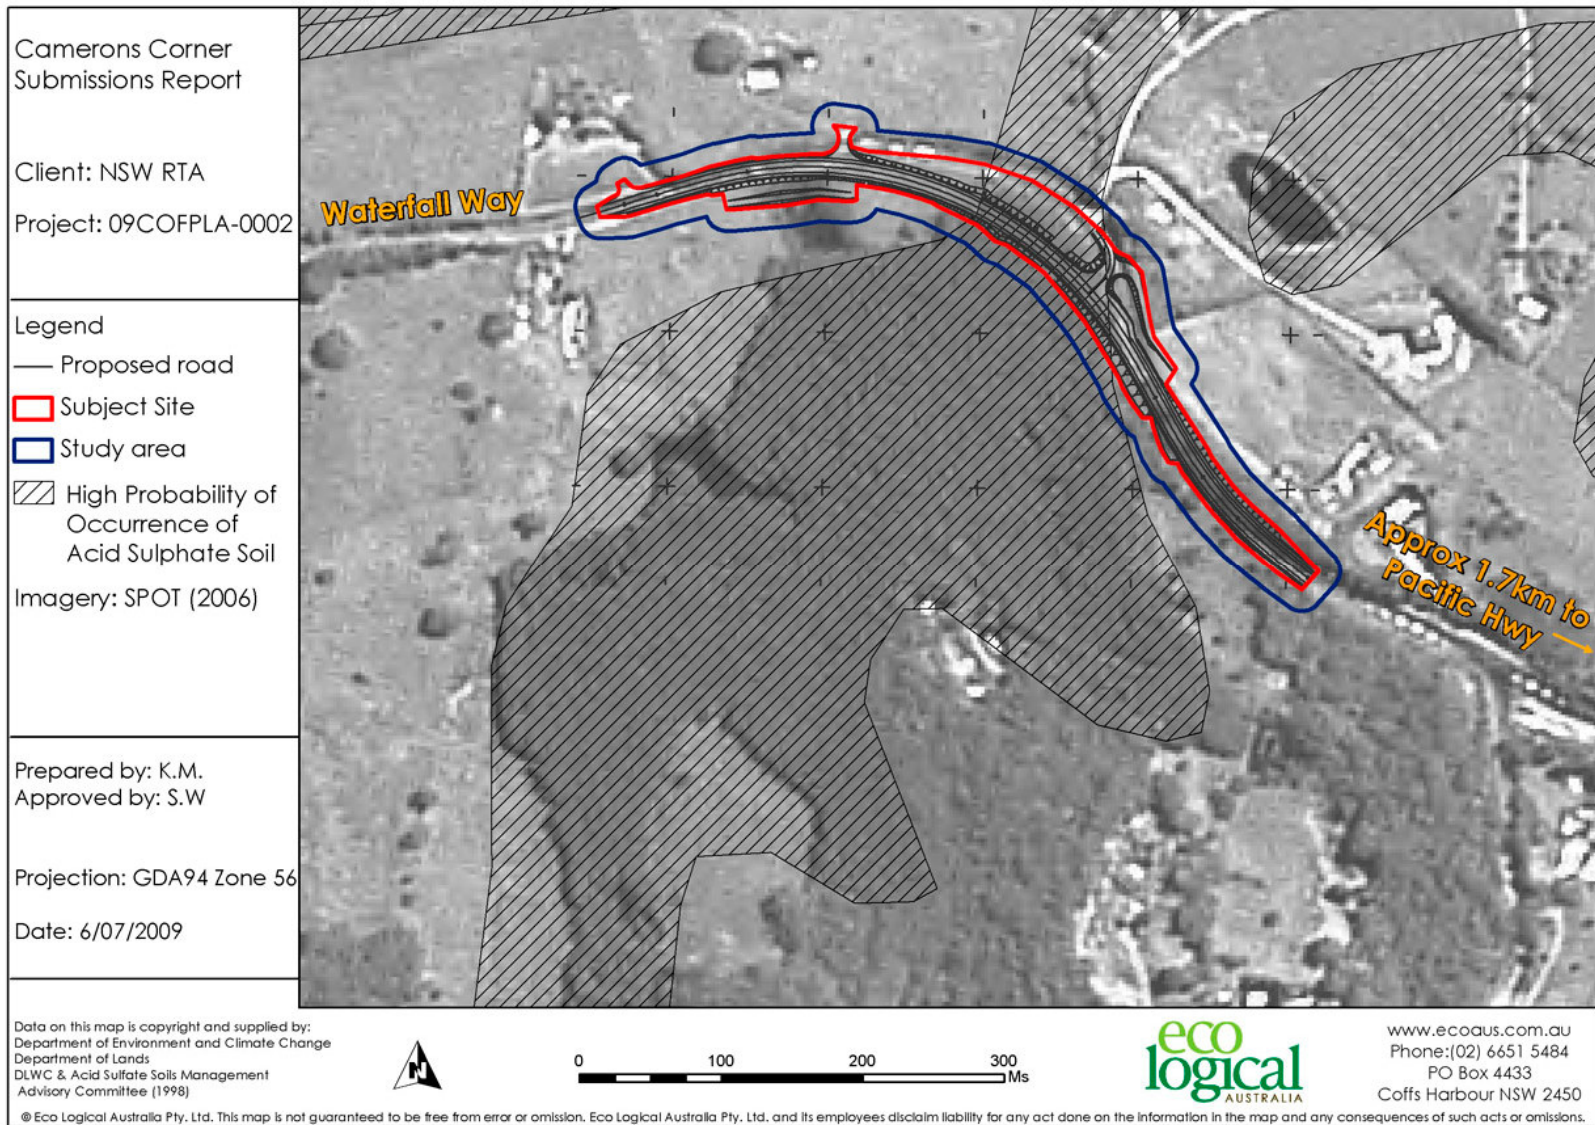 Camerons Corner
Submissions Report
Client: NSW RTA
Project: 09COFPLA-0002
Legend
Proposed road
Subject Site
Study area
High Probability of
Occurrence of
Acid Sulphate Soil
Imagery: SPOT (2006)
Prepared by: K.M.
Approved by: S.W
Projection: GDA94 Zone 56
Date: 6/07/2009
Waterfall Way
Approx 1.7km to
Pacific Hwy
Data on this map is copyright and supplied by:
Department of Environment and Climate Change
Department of Lands
DLWC & Acid Sulfate Soils Management
Advisory Committee (1998)
N
0 100 200 300
Ms
eco
logical
AUSTRALIA
www.ecoaus.com.au
Phone:(02) 6651 5484
PO Box 4433
Coffs Harbour NSW 2450
© Eco Logical Australia Pty. Ltd. This map is not guaranteed to be free from error or omission. Eco Logical Australia Pty. Ltd. and its employees disclaim liability for any act done on the information in the map and any consequences of such acts or omissions.